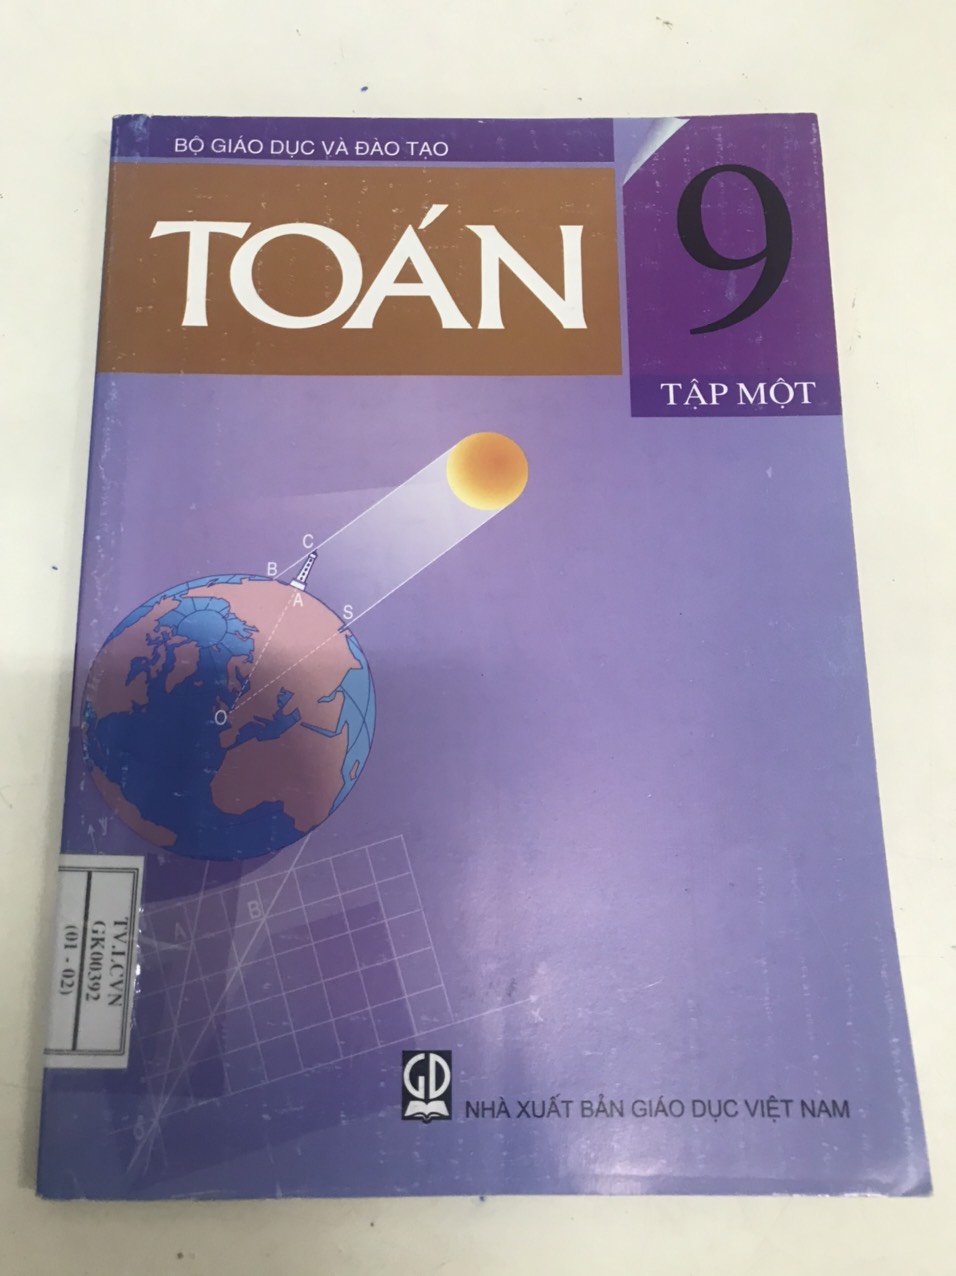 BỘ GIÁO DỤC VÀ ĐÀO TẠO
TOÁN
9
TẬP MỘT
C
B
A
S
O
A
B
TV.LCVN
GK00392
(01 - 02)
GD
NHÀ XUẤT BẢN GIÁO DỤC VIỆT NAM